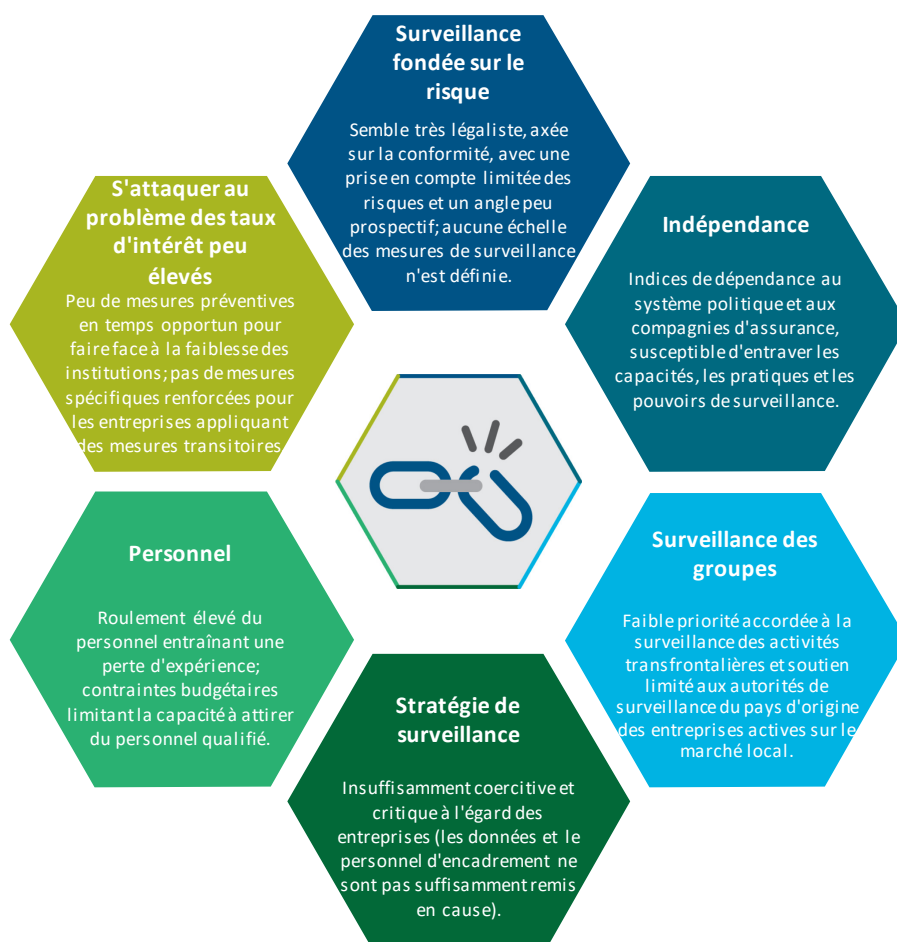 Surveillance
fondée sur le
risque
Semble très légaliste, axée
sur la conformité, avec une
prise en compte limitée des
risques et un angle peu
prospectif; aucune échelle
des mesures de surveillance
n'est définie.
S'attaquer au
problème des taux
d'intérêt peu
élevés
Peu de mesures préventives
en temps opportun pour
faire face à la faiblesse des
institutions; pas de mesures
spécifiques renforcées pour
les entreprises appliquant
des mesures transitoires.
Indépendance
Indices de dépendance au
système politique et aux
compagnies d'assurance,
susceptible d'entraver les
capacités, les pratiques et les
pouvoirs de surveillance.
Personnel
Roulement élevé du
personnel entraînant une
perte d'expérience;
contraintes budgétaires
limitant la capacité à attirer
du personnel qualifié.
Surveillance des
groupes
Faible priorité accordée à la
surveillance des activités
transfrontalières et soutien
limité aux autorités de
surveillance du pays d'origine
des entreprises actives sur le
marché local.
Stratégie de
surveillance
Insuffisamment coercitive et
critique à l'égard des
entreprises (les données et le
personnel d'encadrement ne
sont pas suffisamment remis
en cause).